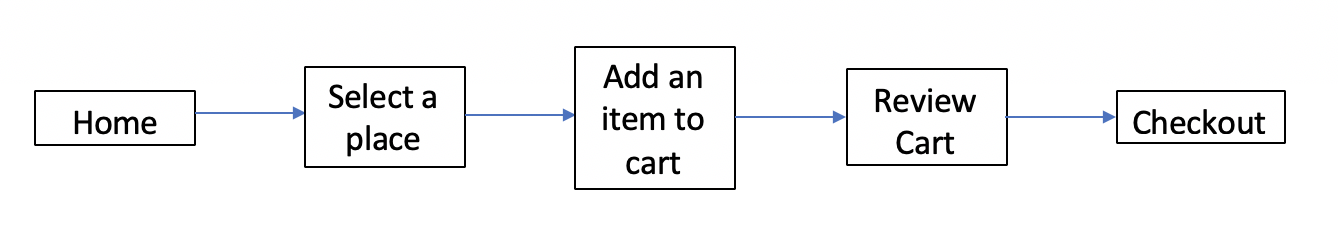 Home
Select a
place
Add an
item to
cart
Review
Cart
Checkout